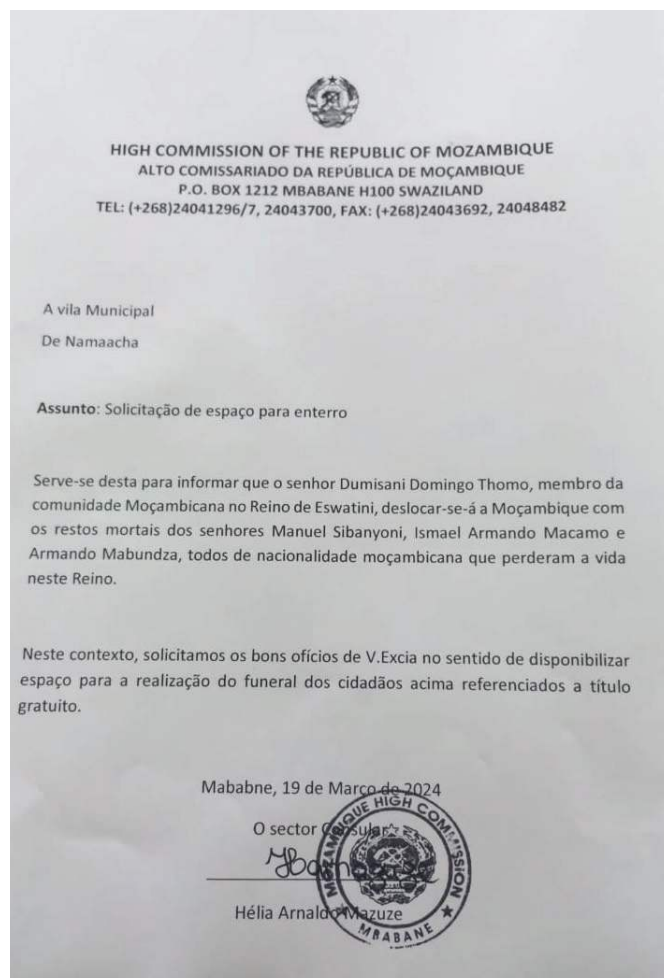 HIGH COMMISSION OF THE REPUBLIC OF MOZAMBIQUE
ALTO COMISSARIADO DA REPÚBLICA DE MOÇAMBIQUE
P.O. BOX 1212 MBABANE H100 SWAZILAND
TEL: (+268)24041296/7, 24043700, FAX: (+268)24043692, 24048482
A vila Municipal
De Namaacha
Assunto: Solicitação de espaço para enterro
Serve-se desta para informar que o senhor Dumisani Domingo Thomo, membro da
comunidade Moçambicana no Reino de Eswatini, deslocar-se-á a Moçambique com
os restos mortais dos senhores Manuel Sibanyoni, Ismael Armando Macamo e
Armando Mabundza, todos de nacionalidade moçambicana que perderam a vida
neste Reino.
Neste contexto, solicitamos os bons ofícios de V.Excia no sentido de disponibilizar
espaço para a realização do funeral dos cidadãos acima referenciados a título
gratuito.
Mababne, 19 de Março de 2024
O sector Consular
Hélia Arnaldo Mazuze
MOZAMBIQUE HIGH COMMISSION
MBABANE